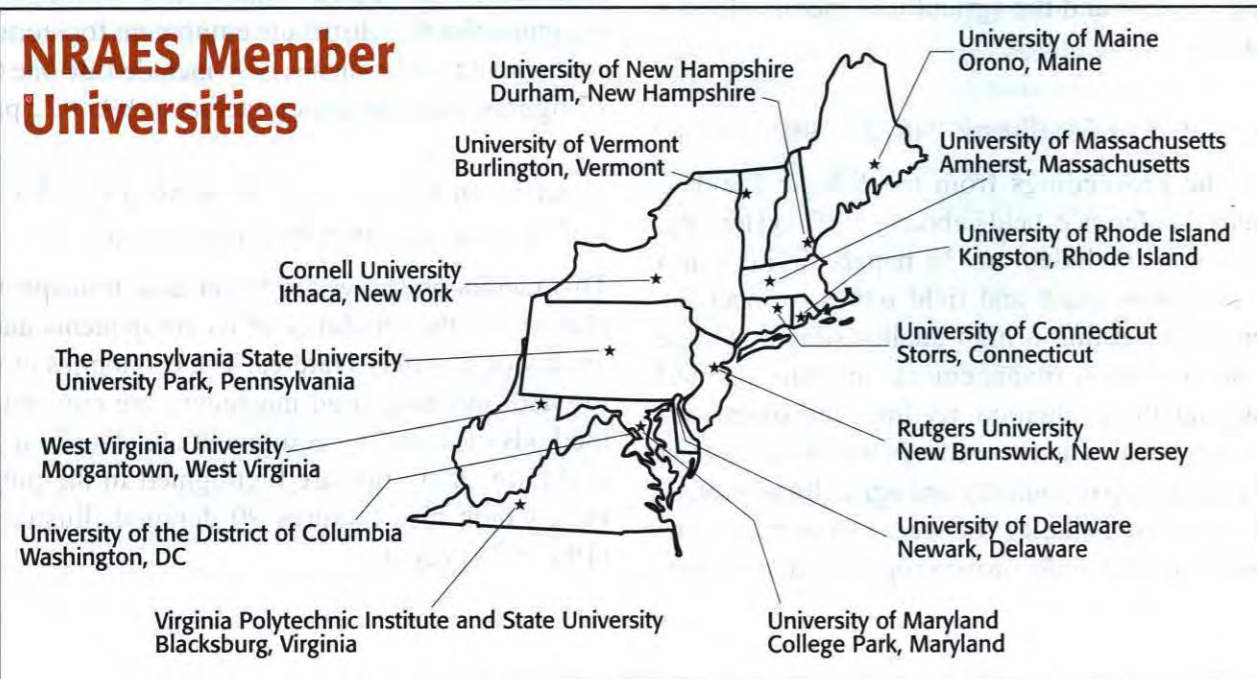 NRAES Member
Universities
University of Maine
Orono, Maine
University of New Hampshire
Durham, New Hampshire
University of Vermont
Burlington, Vermont
University of Massachusetts
Amherst, Massachusetts
University of Rhode Island
Kingston, Rhode Island
Cornell University
Ithaca, New York
University of Connecticut
Storrs, Connecticut
The Pennsylvania State University
University Park, Pennsylvania
Rutgers University
New Brunswick, New Jersey
West Virginia University
Morgantown, West Virginia
University of Delaware
Newark, Delaware
University of the District of Columbia
Washington, DC
Virginia Polytechnic Institute and State University
Blacksburg, Virginia
University of Maryland
College Park, Maryland